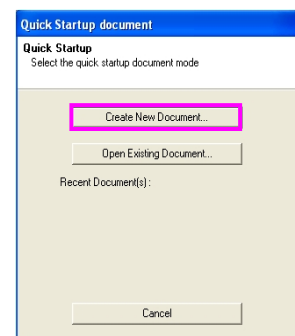 Quick Startup document
Quick Startup
Select the quick startup document mode
Create New Document...
Open Existing Document...
Recent Document(s) :
Cancel